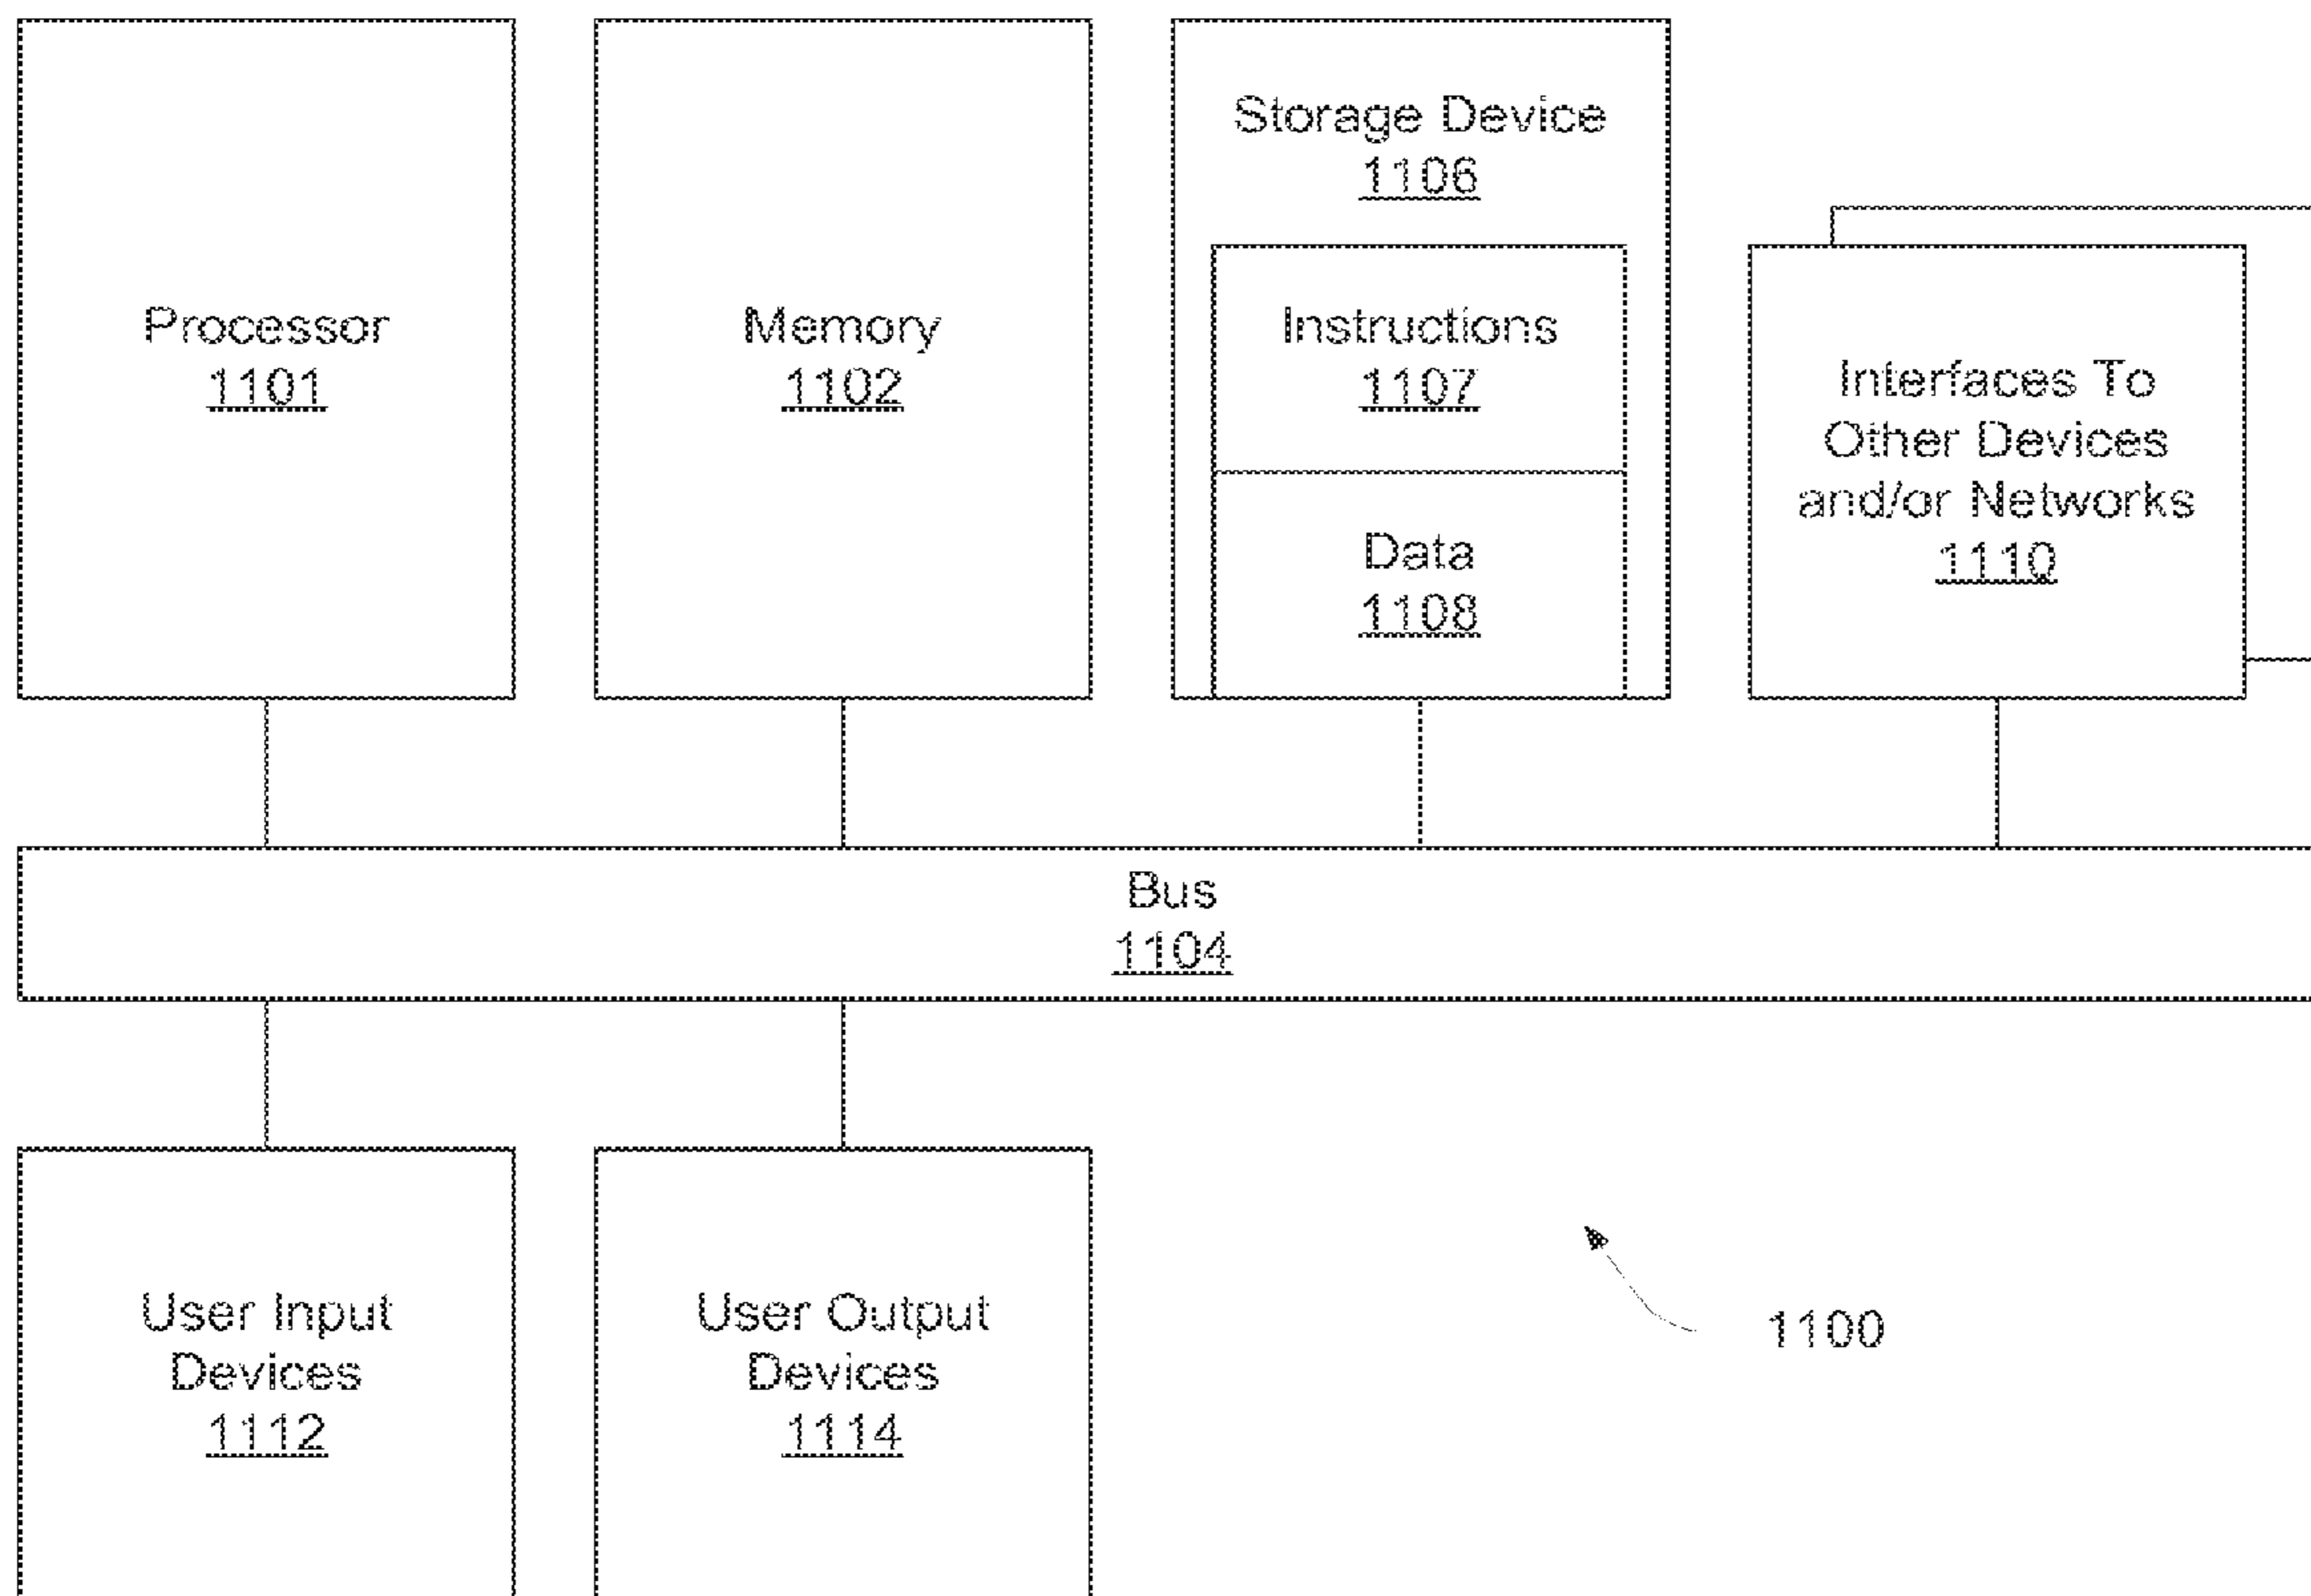 Processor
1101
Memory
1102
Storage Device
1106
Instructions
1107
Data
1108
Interfaces To
Other Devices
and/or Networks
1110
Bus
1104
User Input
Devices
1112
User Output
Devices
1114
1100